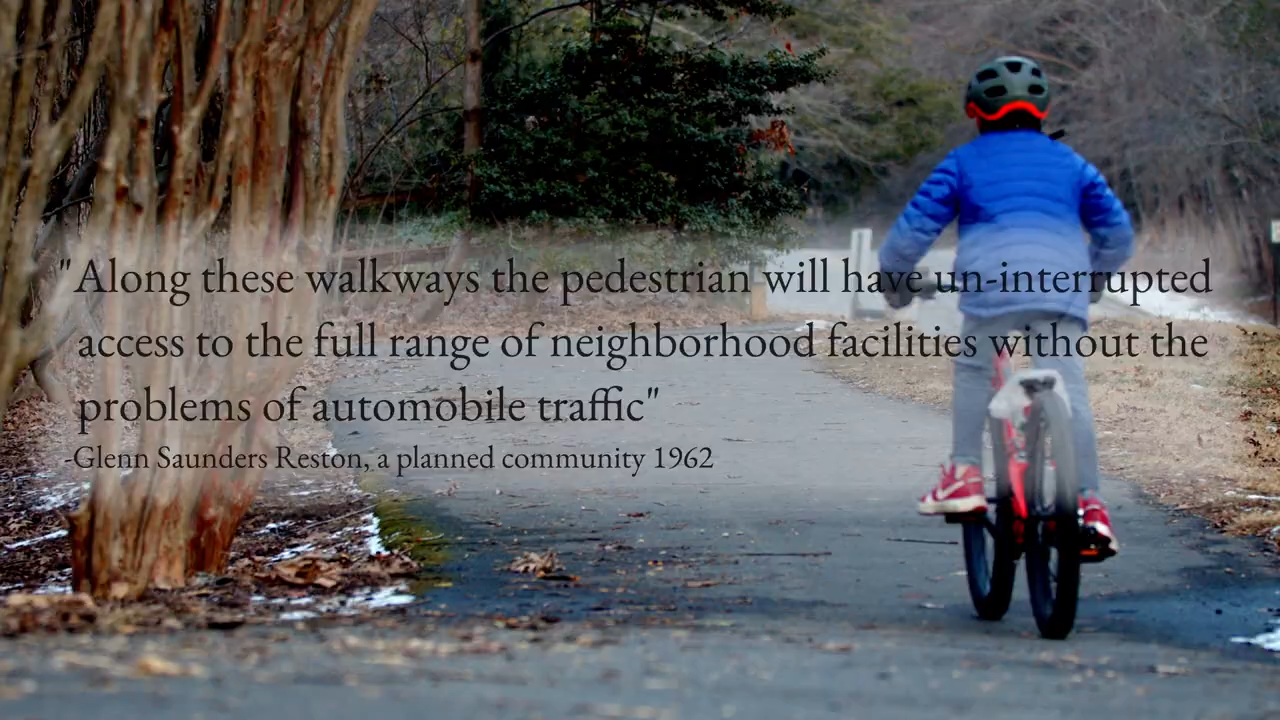 "Along these walkways the pedestrian will have un-interrupted
access to the full range of neighborhood facilities without the
problems of automobile traffic"
-Glenn Saunders Reston, a planned community 1962